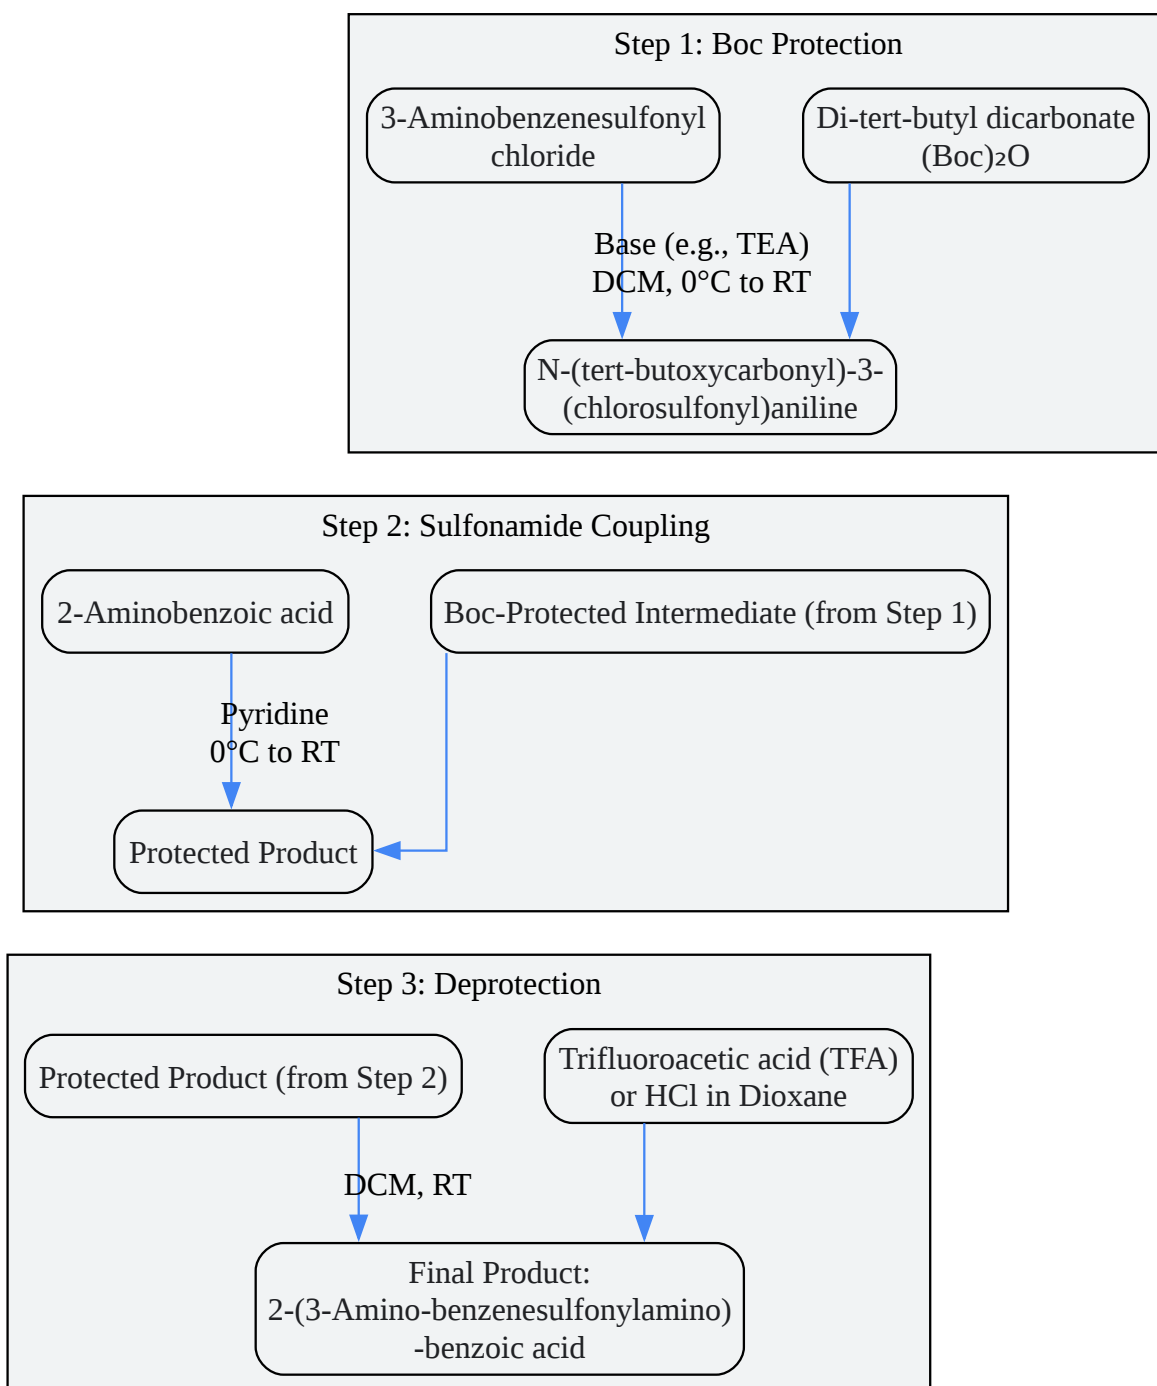 Step 1: Boc Protection
3-Aminobenzenesulfonyl
chloride
Di-tert-butyl dicarbonate
(Boc)₂O
Base (e.g., TEA)
DCM, 0°C to RT
N-(tert-butoxycarbonyl)-3-
(chlorosulfonyl)aniline
Step 2: Sulfonamide Coupling
2-Aminobenzoic acid
Boc-Protected Intermediate (from Step 1)
Pyridine
0°C to RT
Protected Product
Step 3: Deprotection
Protected Product (from Step 2)
Trifluoroacetic acid (TFA)
or HCl in Dioxane
DCM, RT
Final Product:
2-(3-Amino-benzenesulfonylamino)
-benzoic acid